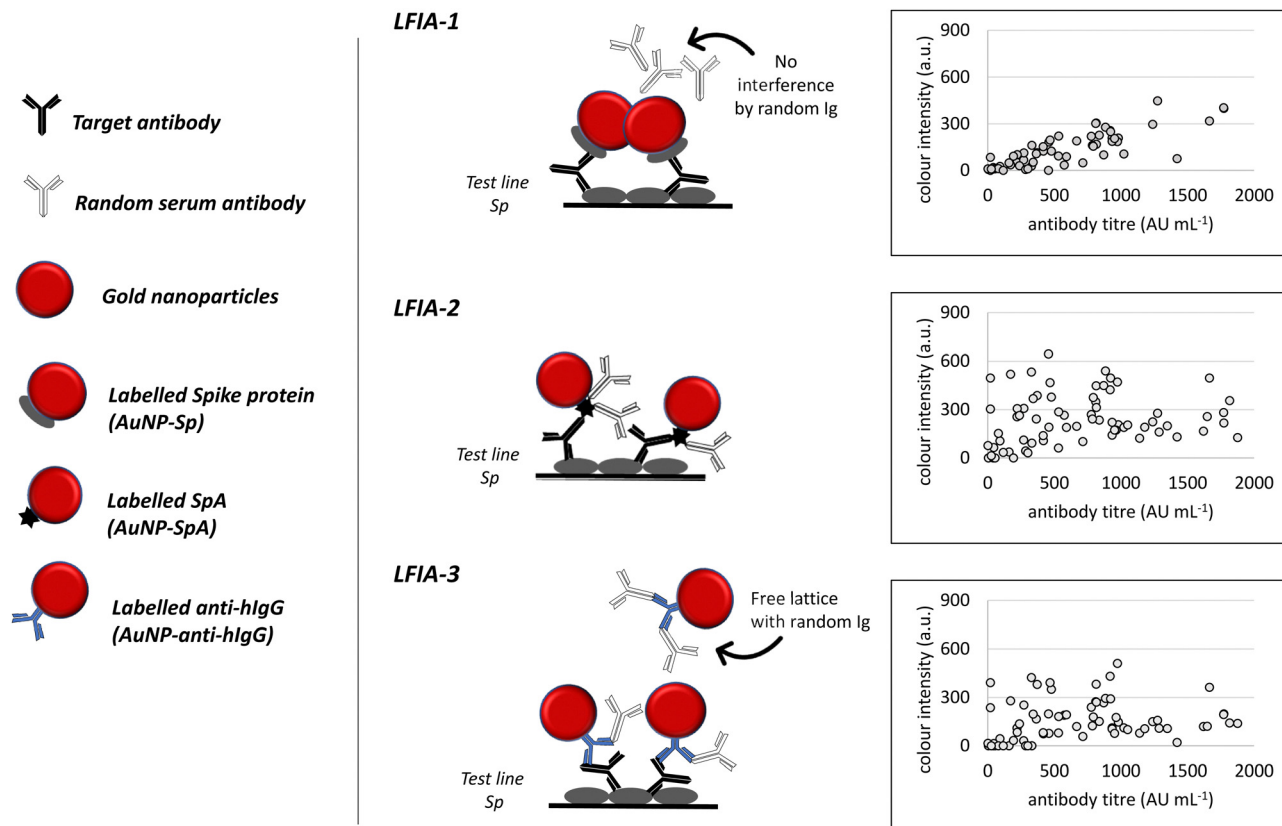 Target antibody
Random serum antibody
Gold nanoparticles
Labelled Spike protein
(AuNP-Sp)
Labelled SpA
(AuNP-SpA)
Labelled anti-hIgG
(AuNP-anti-hIgG)
LFIA-1
No
interference
by random Ig
Test line
Sp
colour intensity (a.u.)
900
600
300
0
0
500
1000
1500
2000
antibody titre (AU mL⁻¹)
LFIA-2
Test line
Sp
colour intensity (a.u.)
900
600
300
0
0
500
1000
1500
2000
antibody titre (AU mL⁻¹)
LFIA-3
Free lattice
with random Ig
Test line
Sp
colour intensity (a.u.)
900
600
300
0
0
500
1000
1500
2000
antibody titre (AU mL⁻¹)